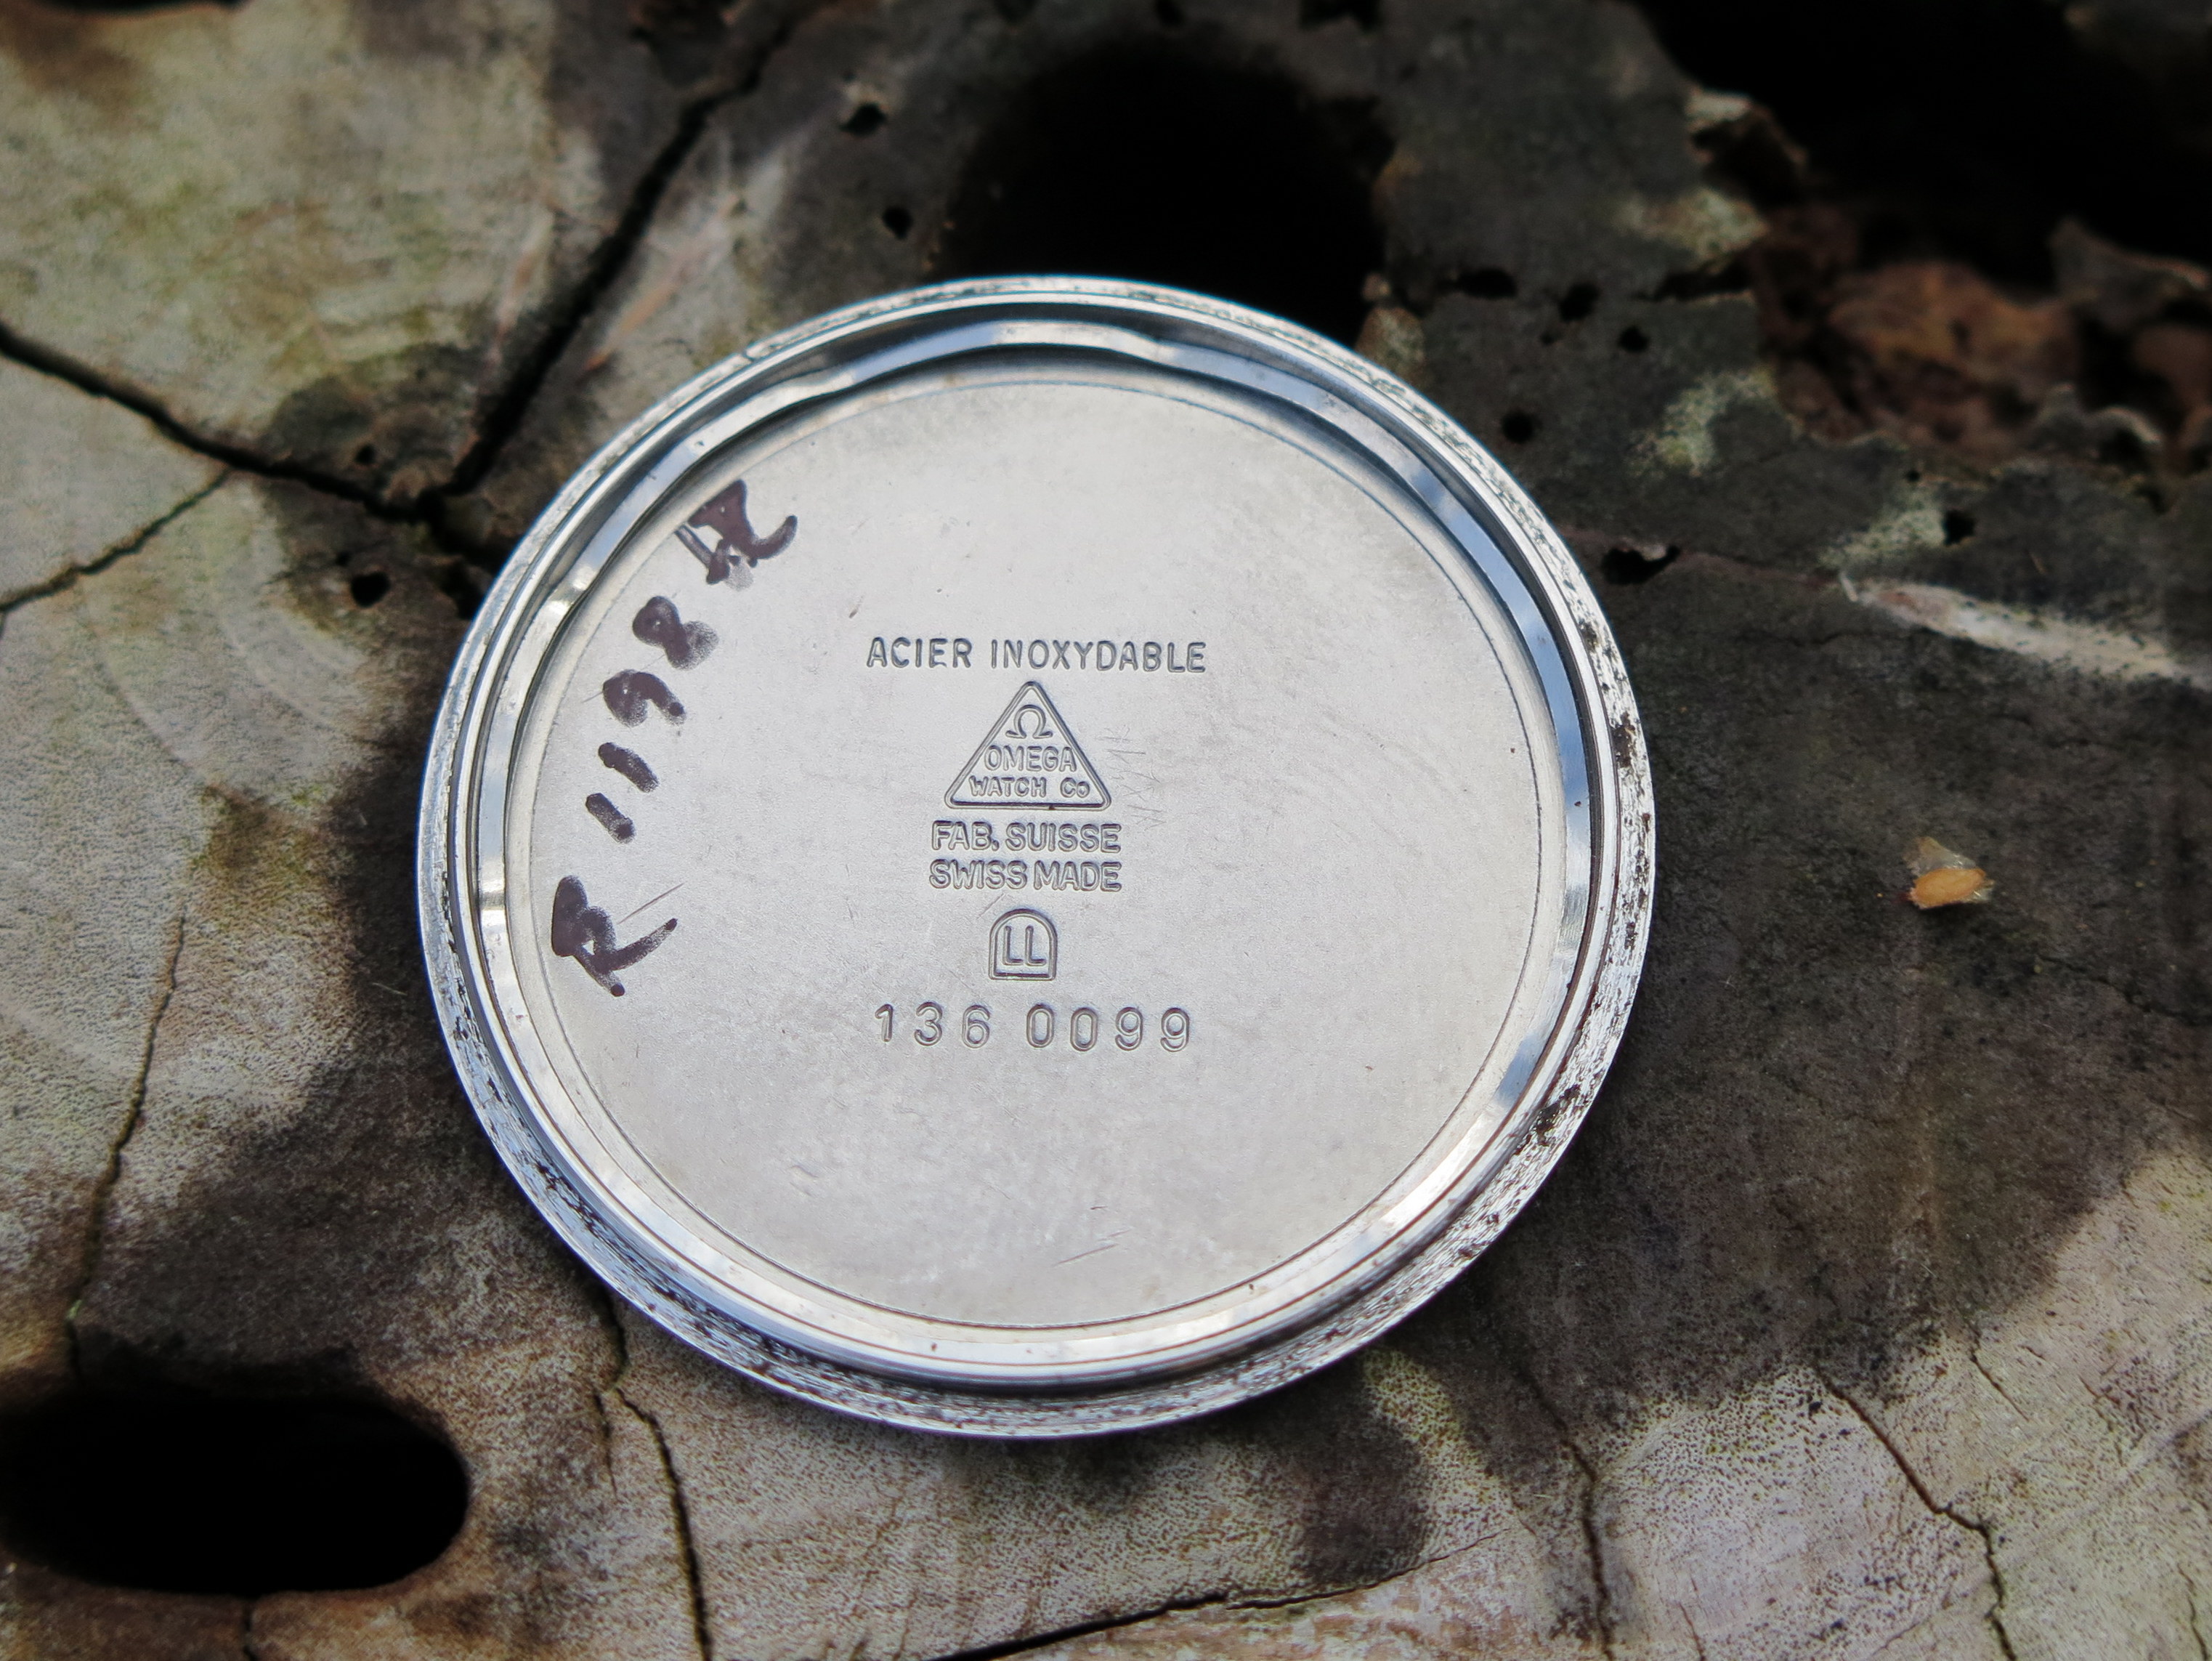 ACIER INOXYDABLE
Ω
OMEGA
WATCH Co
FAB. SUISSE
SWISS MADE
LL
136 0099
R 1198